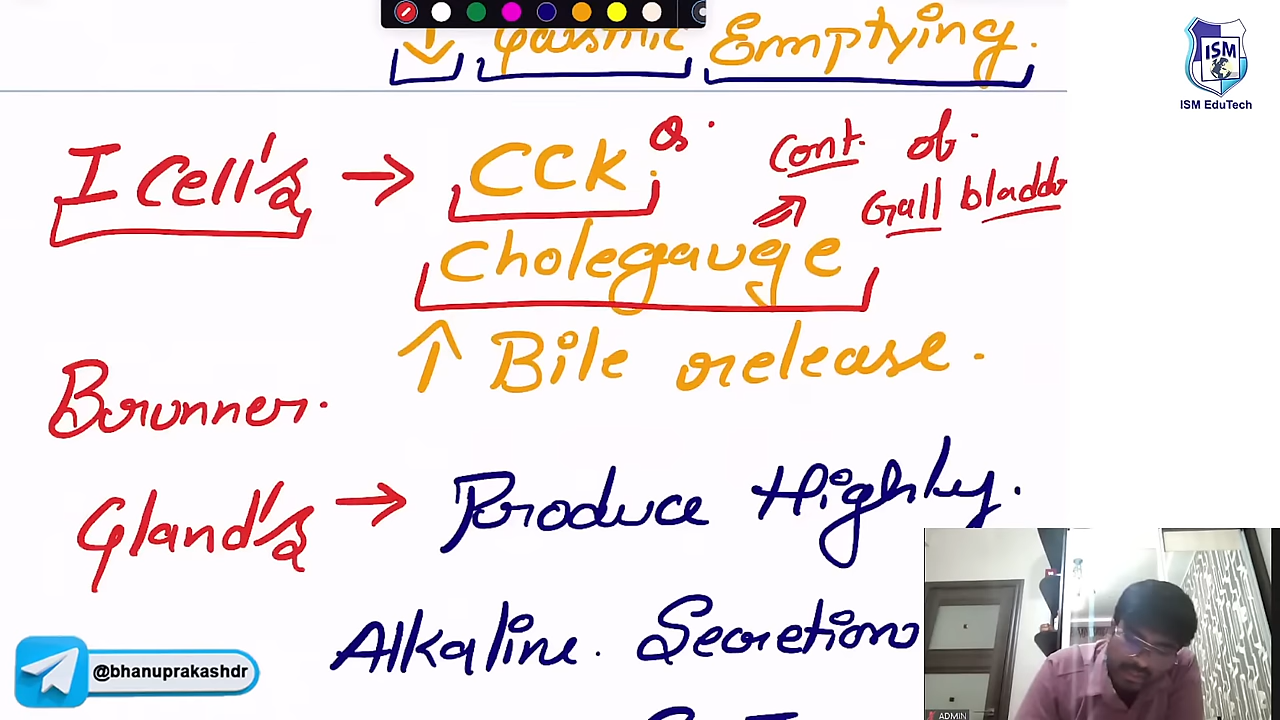 ↓ Gastric Emptying.
I Cell's → CCK. Cont. of.
Gall bladder
Cholegauge
↑ Bile release.
Brunner.
Gland's → Produce Highly.
Alkaline. Secretions
ISM
ISM EduTech
@bhanuprakashdr
ADMIN